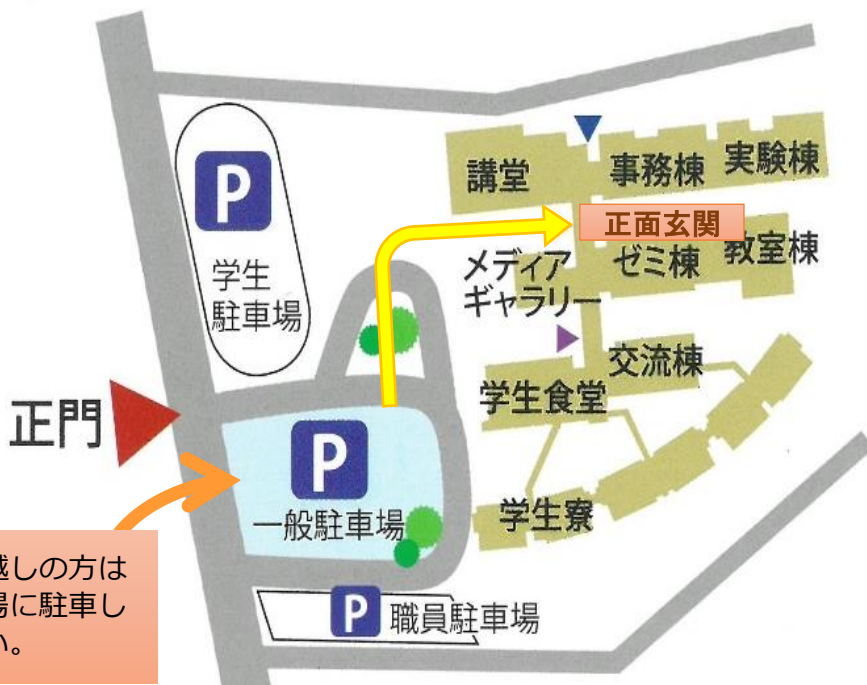 講堂
事務棟
実験棟
正面玄関
メディア
ギャラリー
ゼミ棟
教室棟
P
学生
駐車場
交流棟
学生食堂
正門
P
一般駐車場
学生寮
P 職員駐車場
越しの方は
場に駐車し
い。